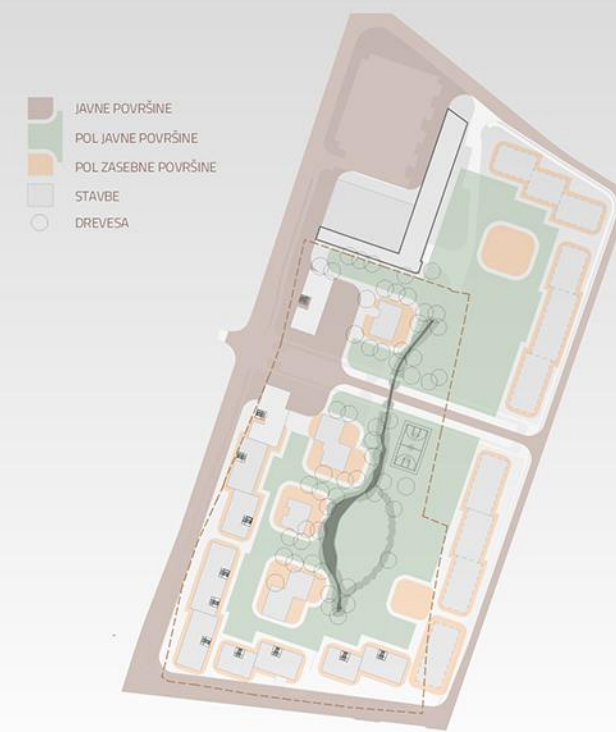 JAVNE POVRŠINE
POL JAVNE POVRŠINE
POL ZASEBNE POVRŠINE
STAVBE
DREVESA